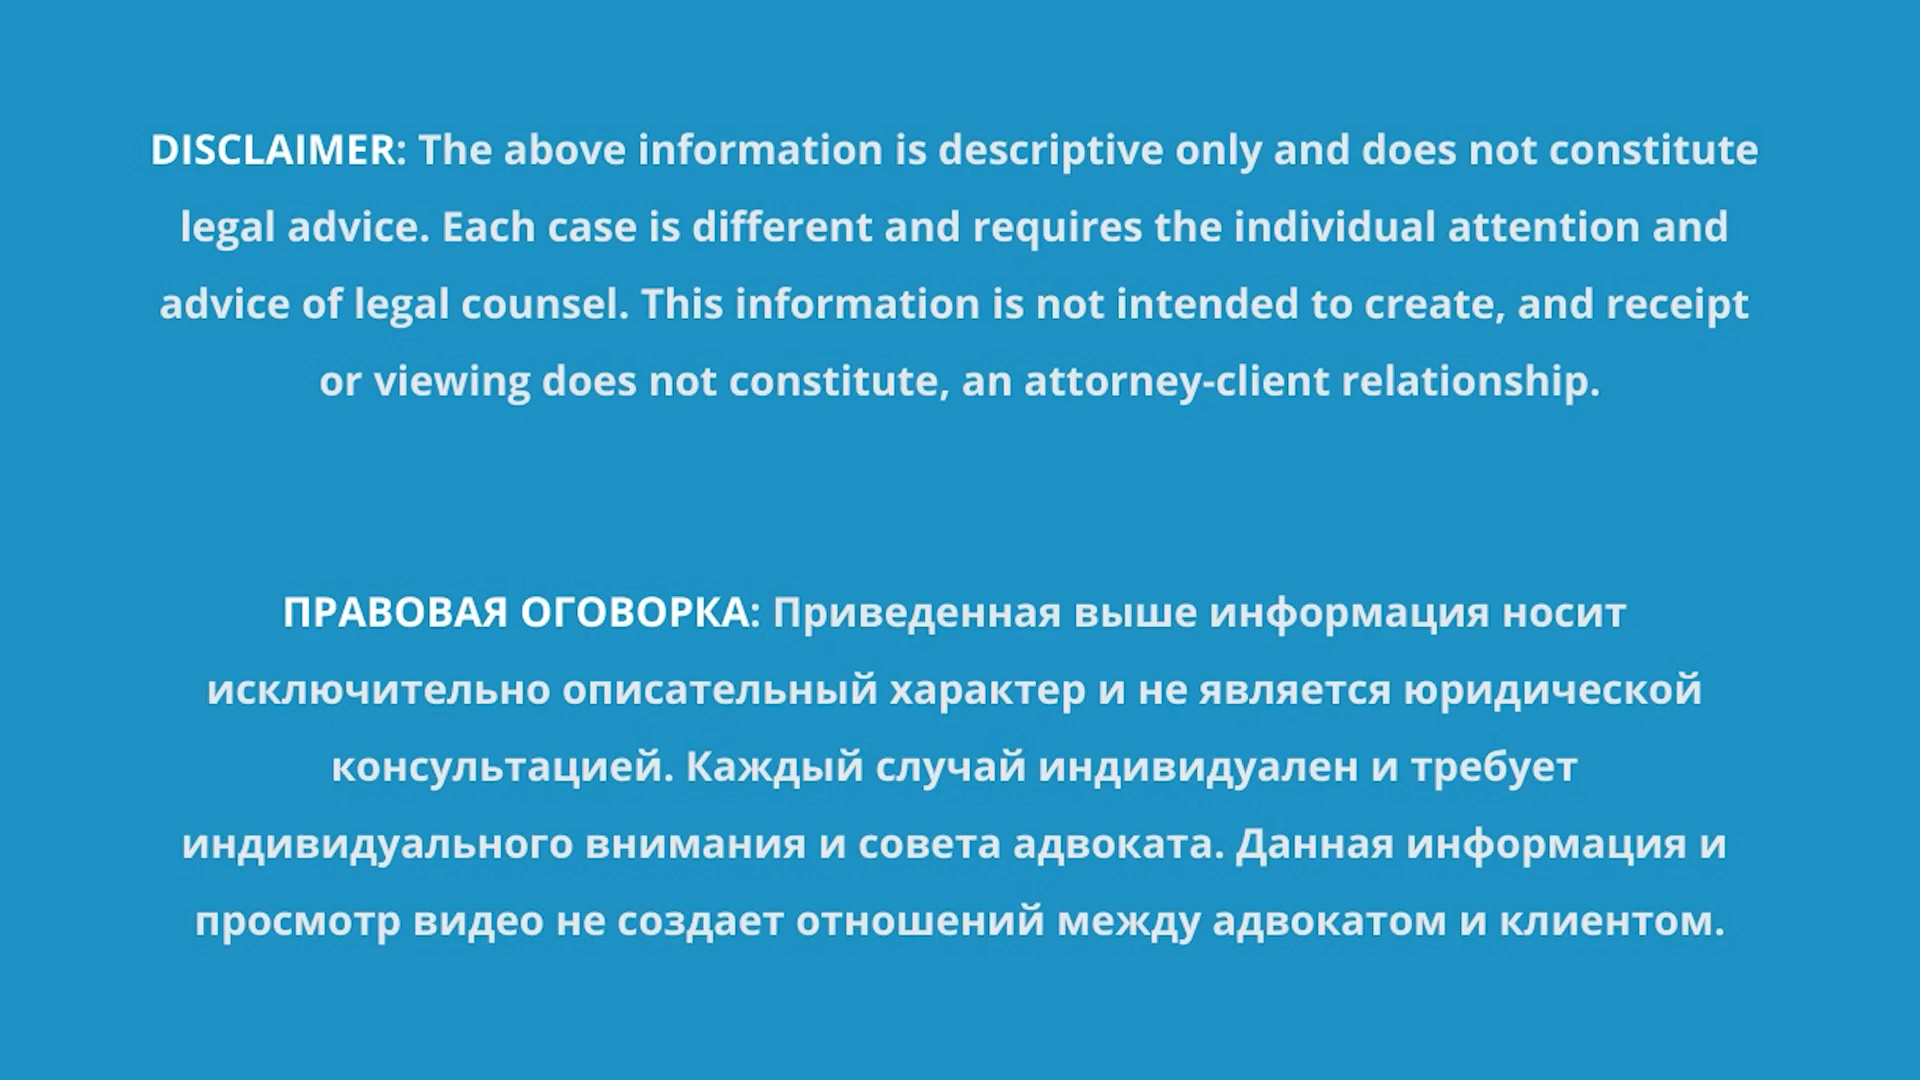 DISCLAIMER: The above information is descriptive only and does not constitute
legal advice. Each case is different and requires the individual attention and
advice of legal counsel. This information is not intended to create, and receipt
or viewing does not constitute, an attorney-client relationship.
ПРАВОВАЯ ОГОВОРКА: Приведенная выше информация носит
исключительно описательный характер и не является юридической
консультацией. Каждый случай индивидуален и требует
индивидуального внимания и совета адвоката. Данная информация и
просмотр видео не создает отношений между адвокатом и клиентом.